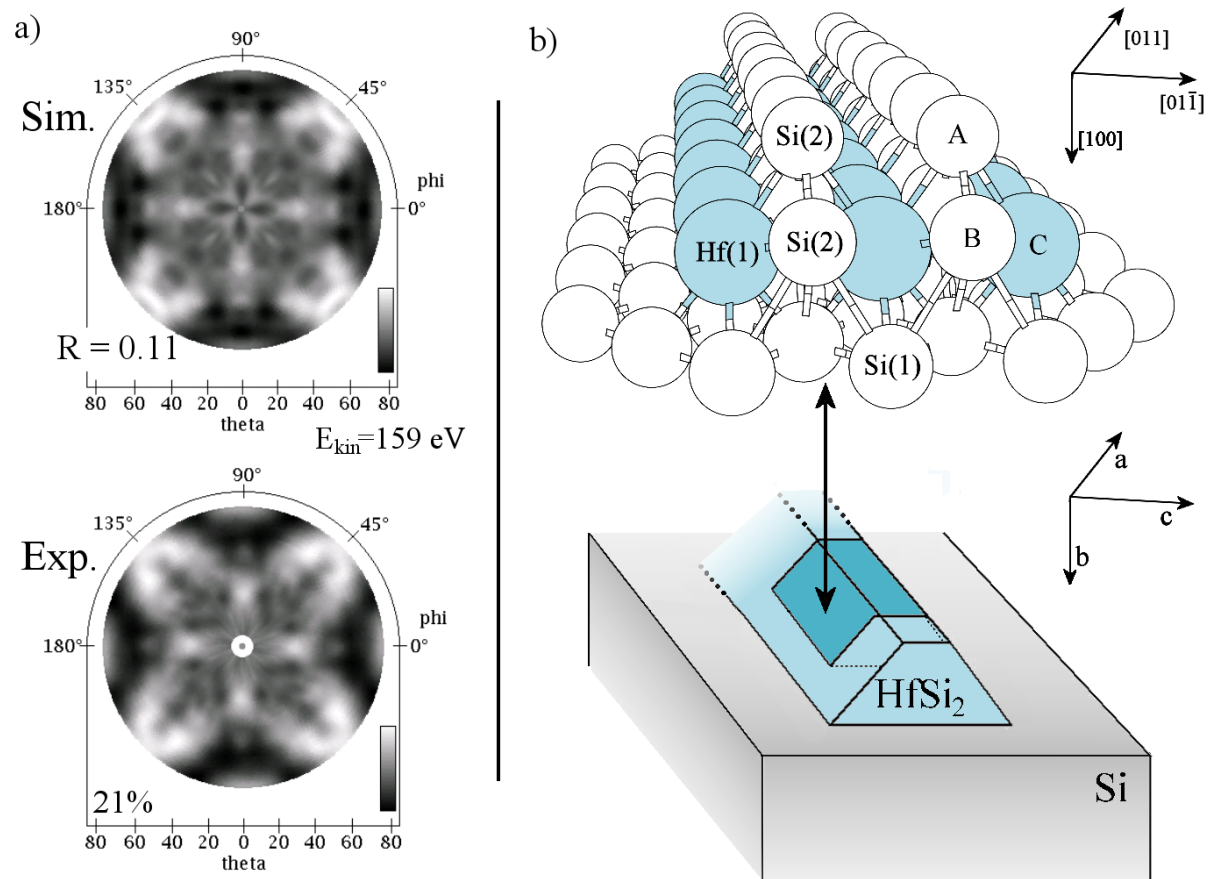 a)
Sim.
90°
135°
45°
phi
180°
0°
R = 0.11
80 60 40 20 0 20 40 60 80
theta
E_kin=159 eV
Exp.
90°
135°
45°
phi
180°
0°
21%
80 60 40 20 0 20 40 60 80
theta
b)
Si(2)
A
Hf(1)
Si(2)
B
C
Si(1)
[011]
[011̄]
[100]
a
c
b
HfSi₂
Si